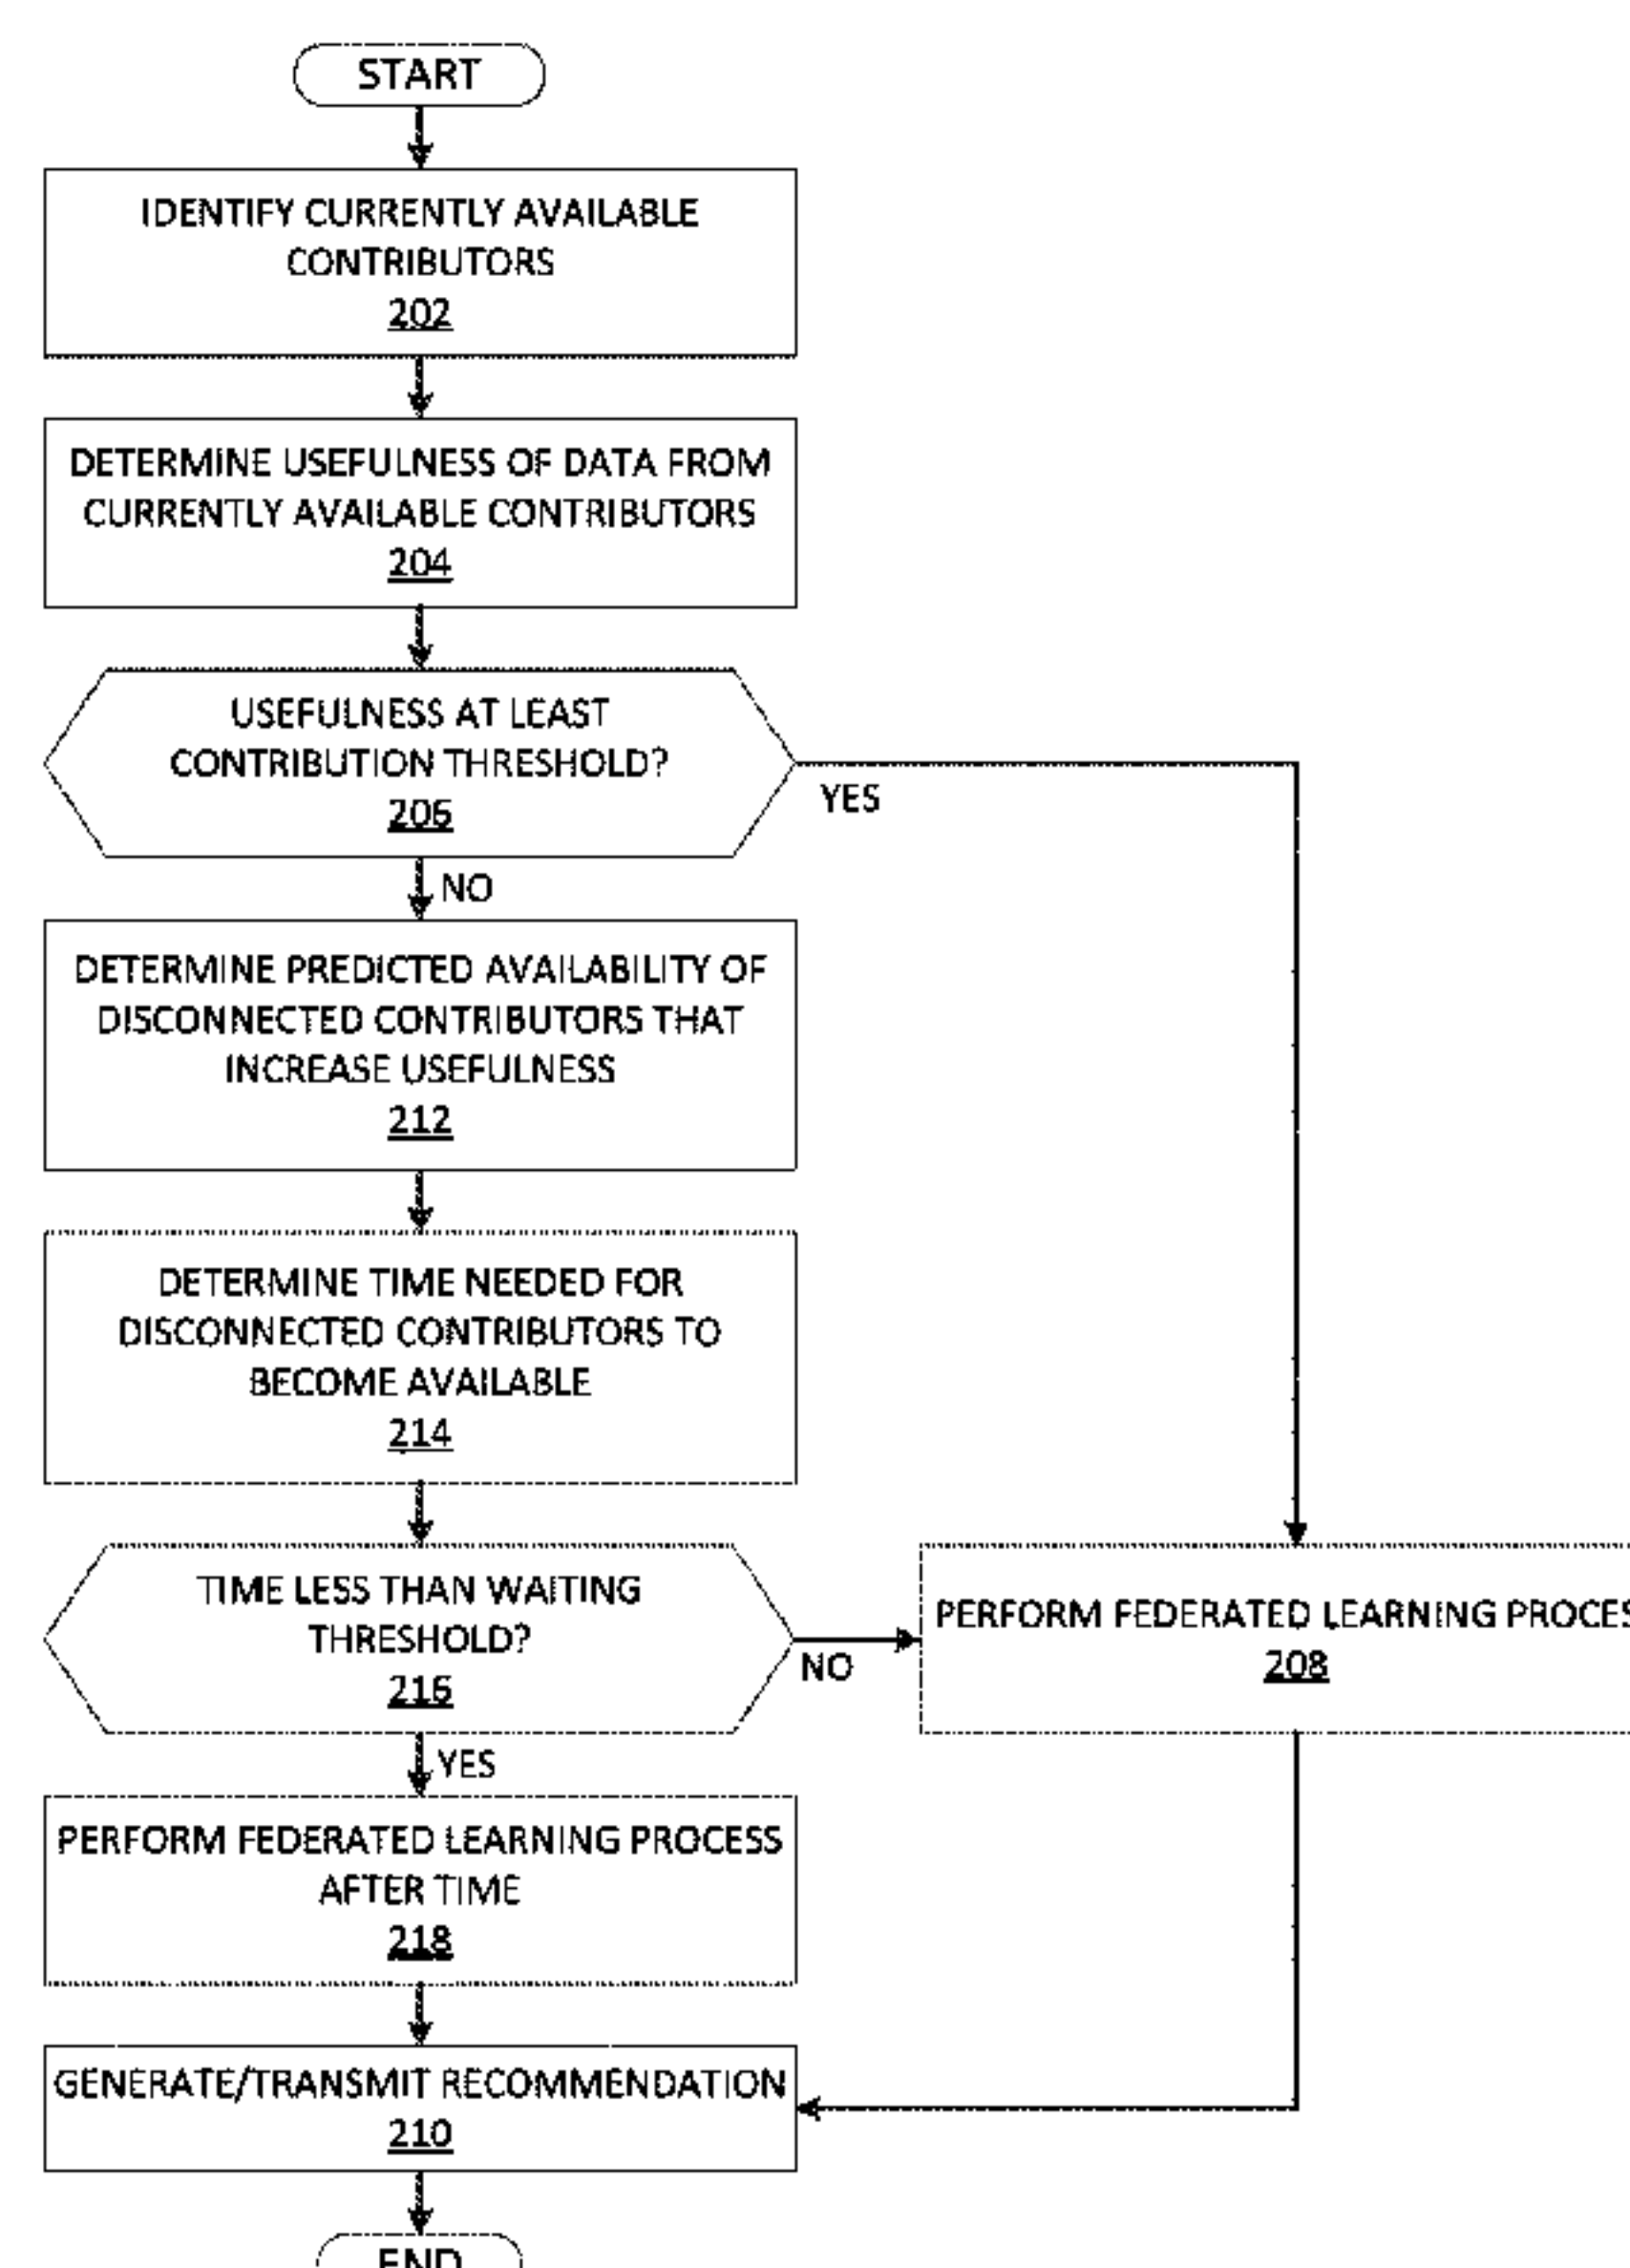 START
IDENTIFY CURRENTLY AVAILABLE
CONTRIBUTORS
202
DETERMINE USEFULNESS OF DATA FROM
CURRENTLY AVAILABLE CONTRIBUTORS
204
USEFULNESS AT LEAST
CONTRIBUTION THRESHOLD?
206
YES
NO
DETERMINE PREDICTED AVAILABILITY OF
DISCONNECTED CONTRIBUTORS THAT
INCREASE USEFULNESS
212
DETERMINE TIME NEEDED FOR
DISCONNECTED CONTRIBUTORS TO
BECOME AVAILABLE
214
TIME LESS THAN WAITING
THRESHOLD?
216
NO
PERFORM FEDERATED LEARNING PROCES
208
YES
PERFORM FEDERATED LEARNING PROCESS
AFTER TIME
218
GENERATE/TRANSMIT RECOMMENDATION
210
END